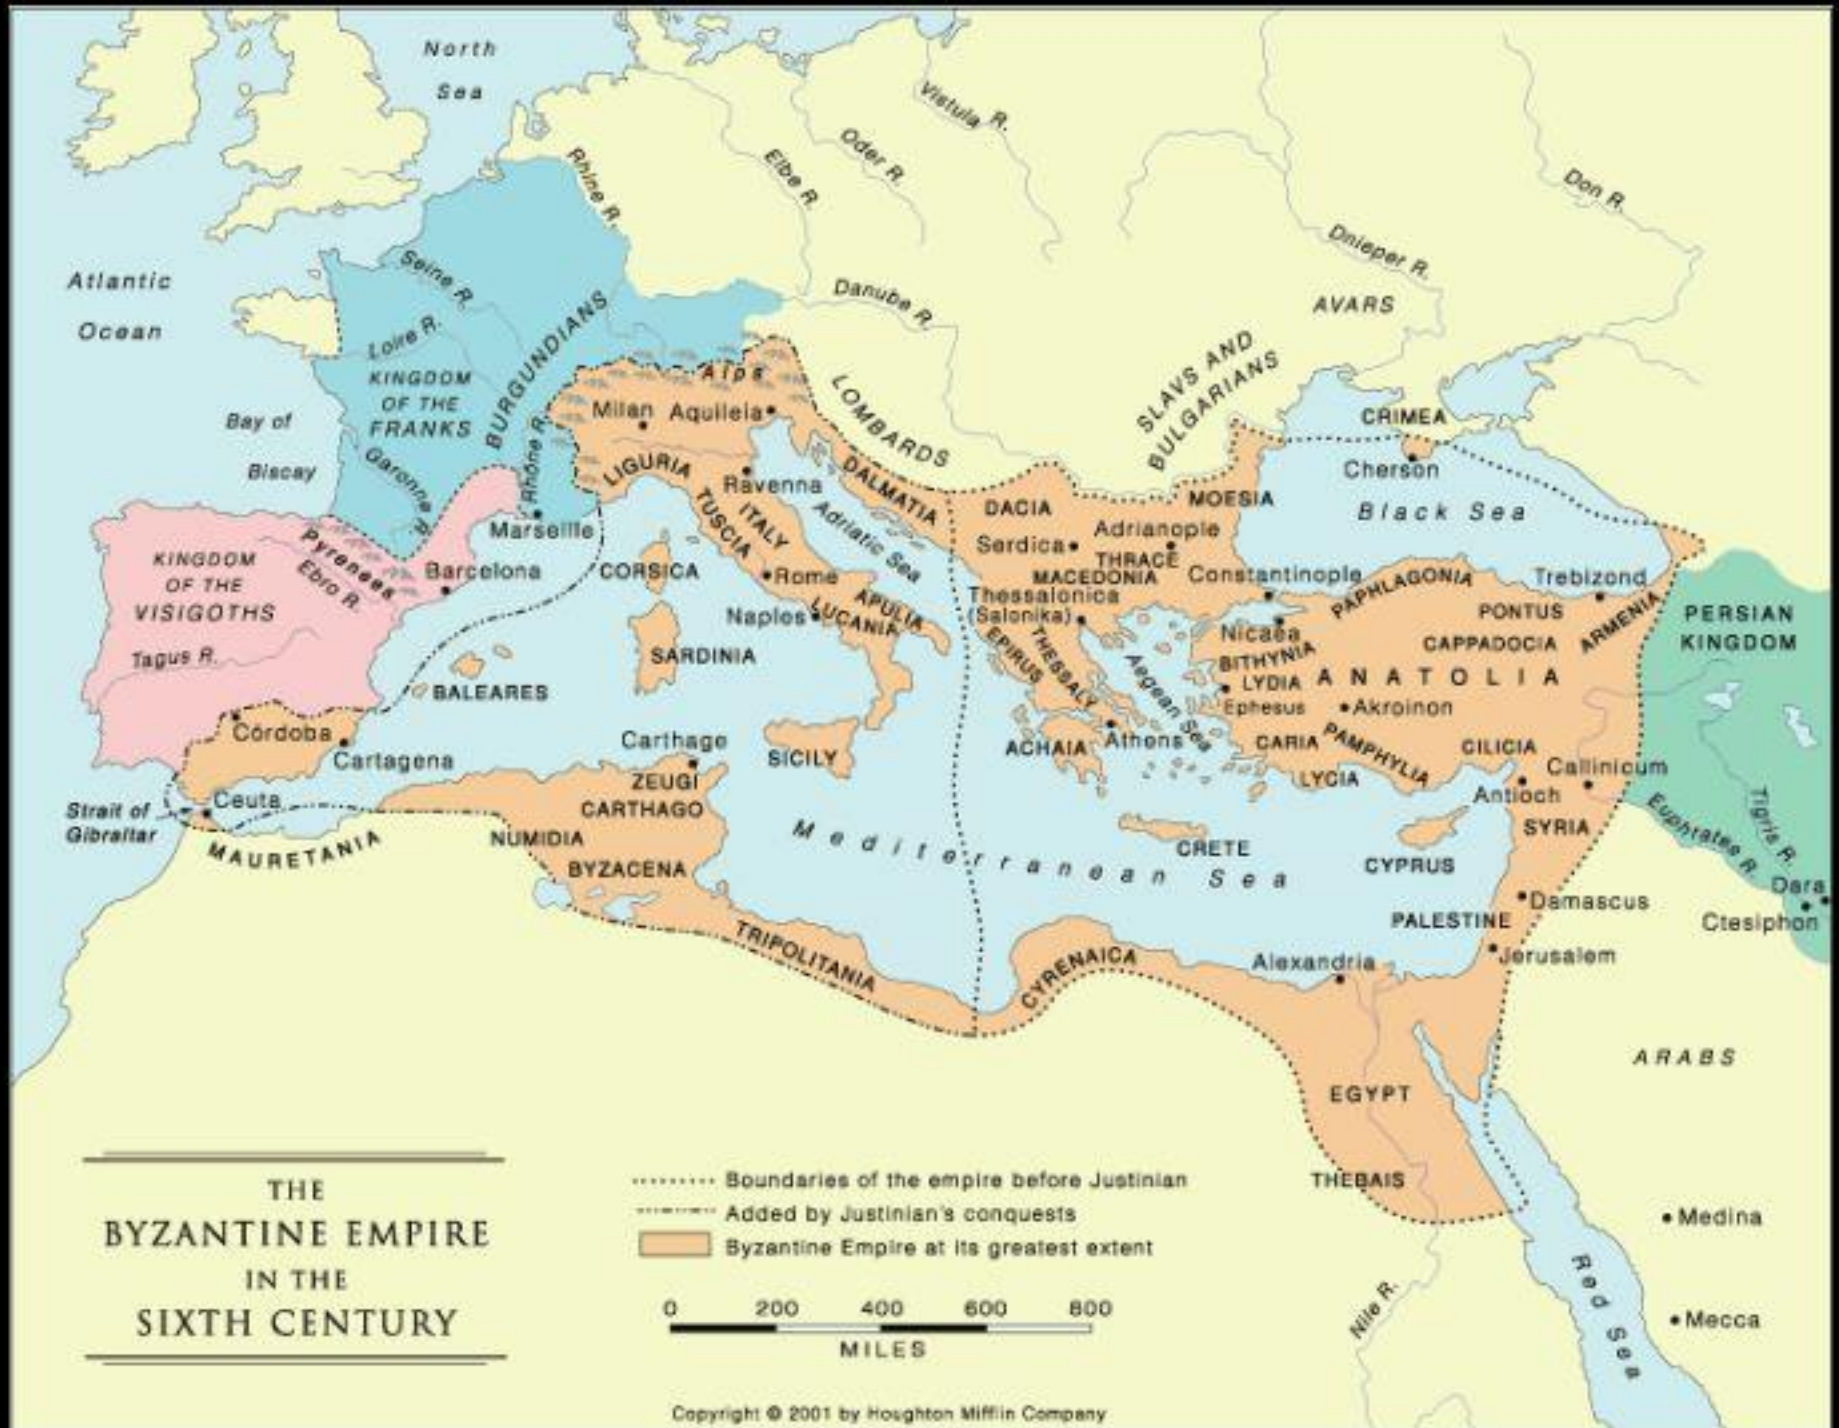 North
Sea
Atlantic
Ocean
Bay of
Biscay
Rhine R.
Elbe R.
Oder R.
Vistula R.
Don R.
Dnieper R.
Danube R.
Seine R.
Loire R.
KINGDOM
OF THE
FRANKS
BURGUNDIANS
Garonne R.
Rhône R.
Alps
Milan
Aquileia
LOMBARDS
SLAVS AND
BULGARIANS
AVARS
CRIMEA
Cherson
Black Sea
LIGURIA
Ravenna
DALMATIA
TUSCIA
ITALY
Adriatic Sea
DACIA
MOESIA
Adrianople
Serdica
THRACE
MACEDONIA
Constantinople
PAPHLAGONIA
Trebizond
Thessalonica
(Salonika)
PONTUS
ARMENIA
PERSIAN
KINGDOM
Marseille
KINGDOM
OF THE
VISIGOTHS
Pyrenees
Ebro R.
Barcelona
Tagus R.
CORSICA
Rome
Naples
APULIA
LUCANIA
SARDINIA
BALEARES
EPIRUS
THESSALY
Aegean Sea
Nicaea
BITHYNIA
CAPPADOCIA
LYDIA
ANATOLIA
Ephesus
Akroinon
Córdoba
Cartagena
Carthage
SICILY
ACHAIA
Athens
CARIA
PAMPHYLIA
CILICIA
Callinicum
LYCIA
Antioch
ZEUGI
CARTHAGO
Strait of
Gibraltar
Ceuta
MAURETANIA
NUMIDIA
BYZACENA
Mediterranean Sea
CRETE
CYPRUS
SYRIA
Euphrates R.
Tigris R.
Dara
Ctesiphon
Damascus
PALESTINE
Jerusalem
TRIPOLITANIA
CYRENAICA
Alexandria
ARABS
EGYPT
THEBAIS
Medina
Mecca
Red Sea
Nile R.
THE
BYZANTINE EMPIRE
IN THE
SIXTH CENTURY
Boundaries of the empire before Justinian
Added by Justinian's conquests
Byzantine Empire at its greatest extent
0 200 400 600 800
MILES
Copyright © 2001 by Houghton Mifflin Company